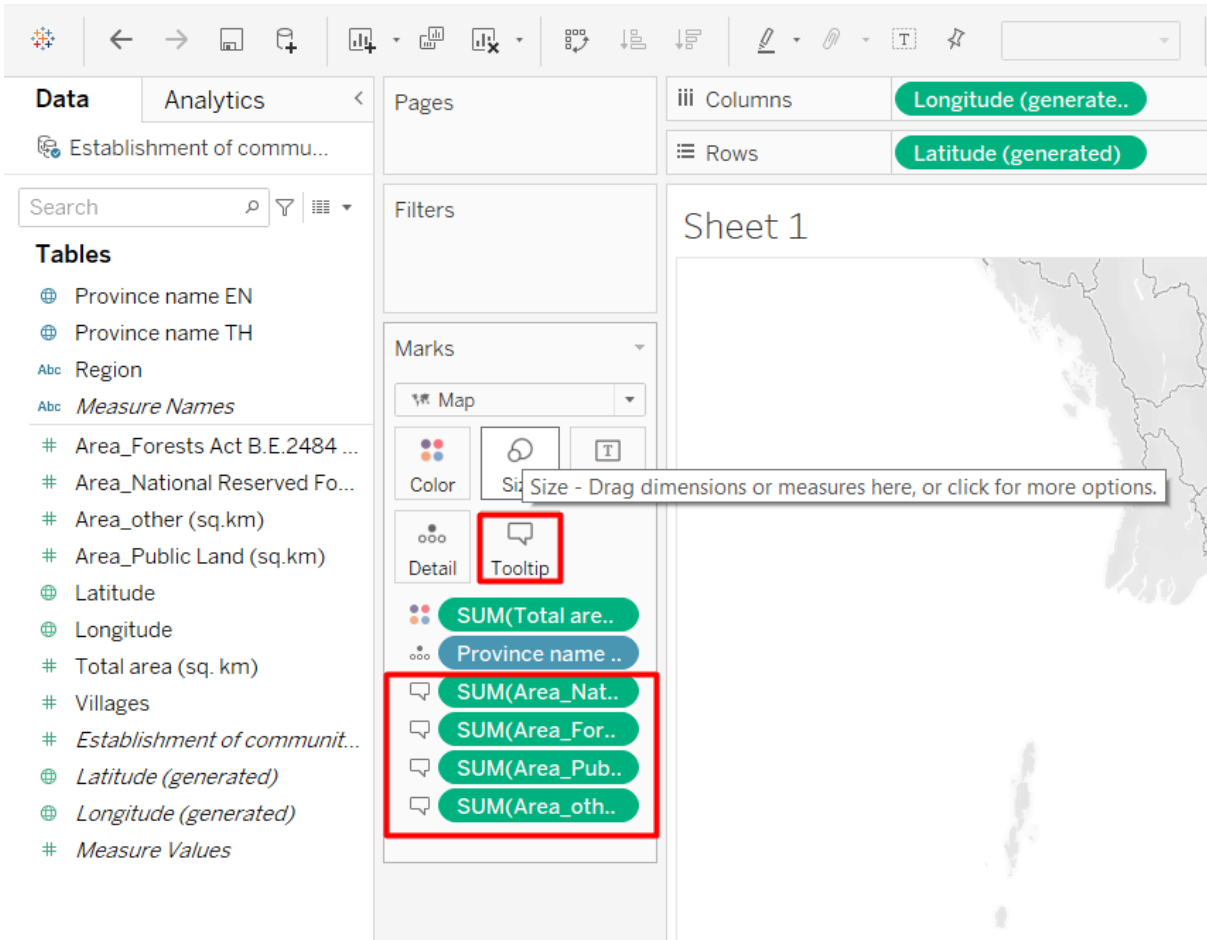 Data
Analytics
Establishment of commu...
Search
Tables
Province name EN
Province name TH
Abc Region
Abc Measure Names
# Area_Forests Act B.E.2484 ...
# Area_National Reserved Fo...
# Area_other (sq.km)
# Area_Public Land (sq.km)
Latitude
Longitude
# Total area (sq. km)
# Villages
# Establishment of communit...
Latitude (generated)
Longitude (generated)
# Measure Values
Pages
Filters
Marks
Map
Color
Siz
T
Size - Drag dimensions or measures here, or click for more options.
Detail
Tooltip
SUM(Total are..
Province name ..
SUM(Area_Nat..
SUM(Area_For..
SUM(Area_Pub..
SUM(Area_oth..
T
iii Columns
Longitude (generate..
Rows
Latitude (generated)
Sheet 1